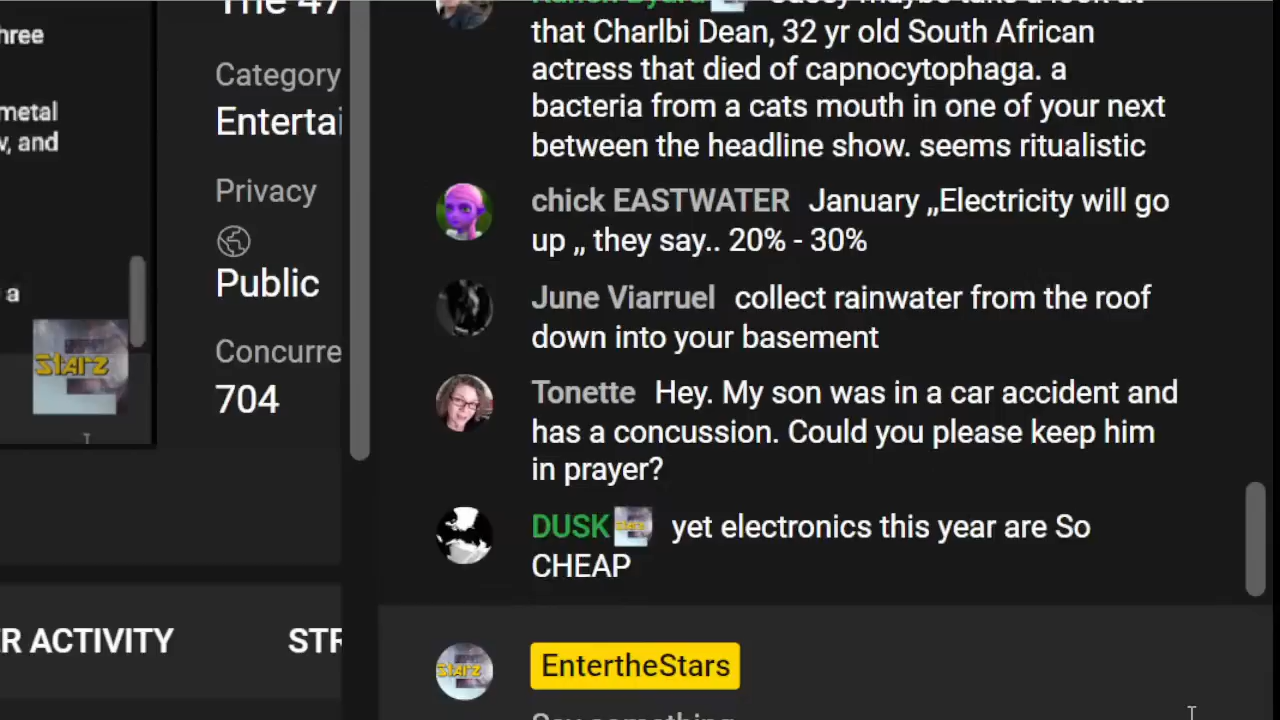 The 47
hree
metal
w, and
a
Starz
Category
Entertai
Privacy
Public
Concurre
704
R ACTIVITY
STR
that Charlbi Dean, 32 yr old South African
actress that died of capnocytophaga. a
bacteria from a cats mouth in one of your next
between the headline show. seems ritualistic
chick EASTWATER January ,,Electricity will go
up ,, they say.. 20% - 30%
June Viarruel collect rainwater from the roof
down into your basement
Tonette Hey. My son was in a car accident and
has a concussion. Could you please keep him
in prayer?
DUSK Starz yet electronics this year are So
CHEAP
Starz EntertheStars
Say something